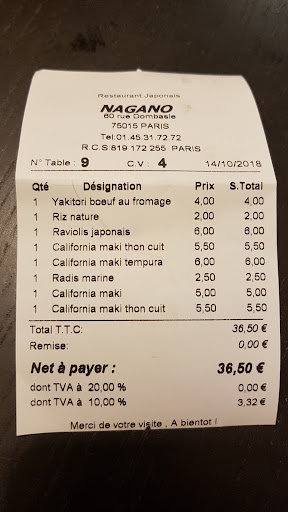 Restaurant Japonais
NAGANO
60 rue Dombasle
75015 PARIS
Tel:01.45.31.72 72
R.C.S:819 172 255 PARIS
N° Table : 9 C.V : 4 14/10/2018
Qté Désignation Prix S.Total
1 Yakitori boeuf au fromage 4,00 4,00
1 Riz nature 2,00 2,00
1 Raviolis japonais 6,00 6,00
1 California maki thon cuit 5,50 5,50
1 California maki tempura 6,00 6,00
1 Radis marine 2,50 2,50
1 California maki 5,00 5,00
1 California maki thon cuit 5,50 5,50
Total T.T.C: 36,50 €
Remise: 0,00 €
Net à payer : 36,50 €
dont TVA à 20,00 % 0,00 €
dont TVA à 10,00 % 3,32 €
Merci de votre visite , A bientot !